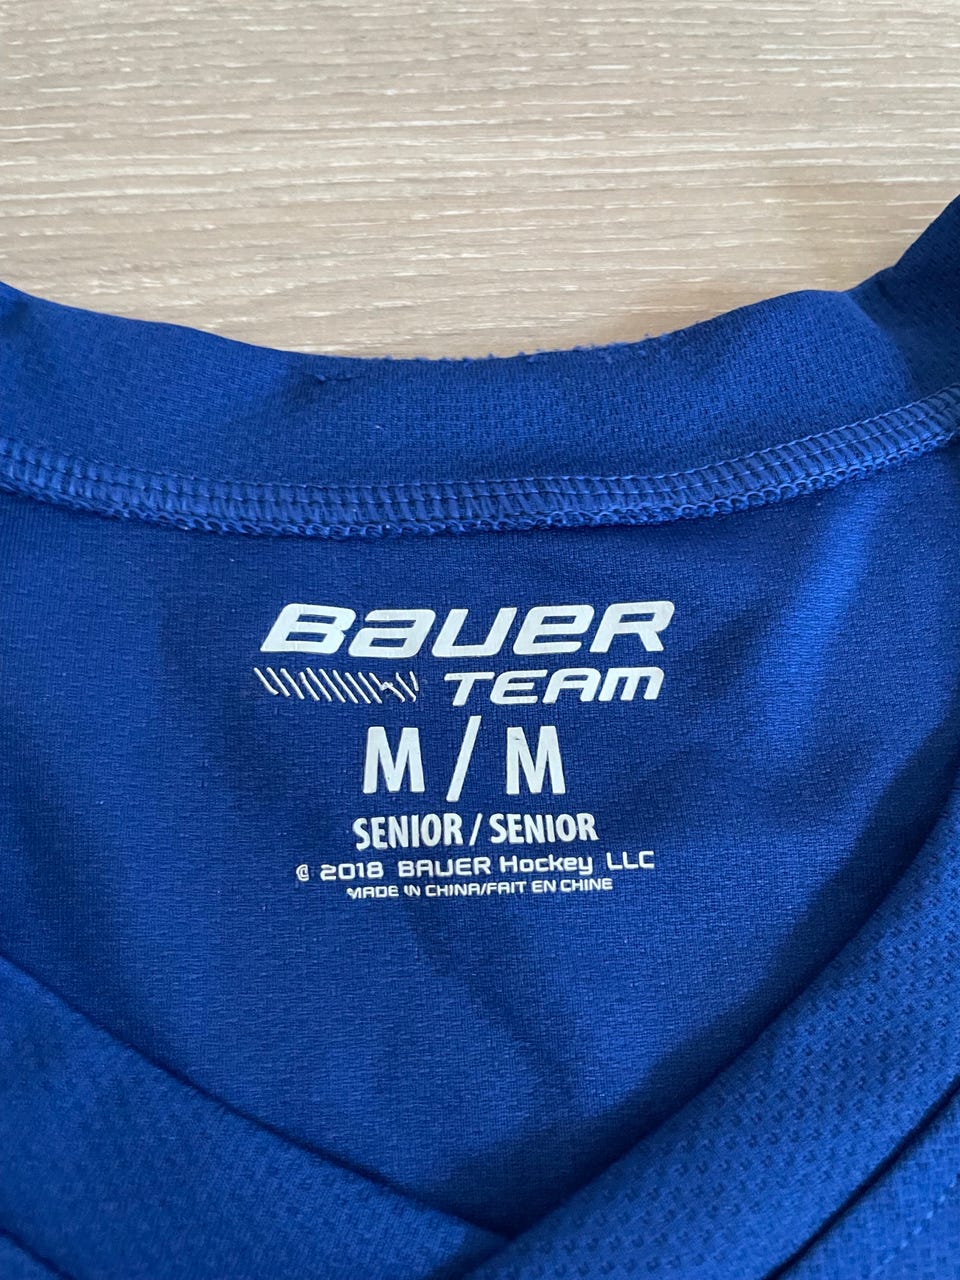 BAUER
TEAM
M / M
SENIOR / SENIOR
© 2018 BAUER Hockey LLC
MADE IN CHINA/FAIT EN CHINE